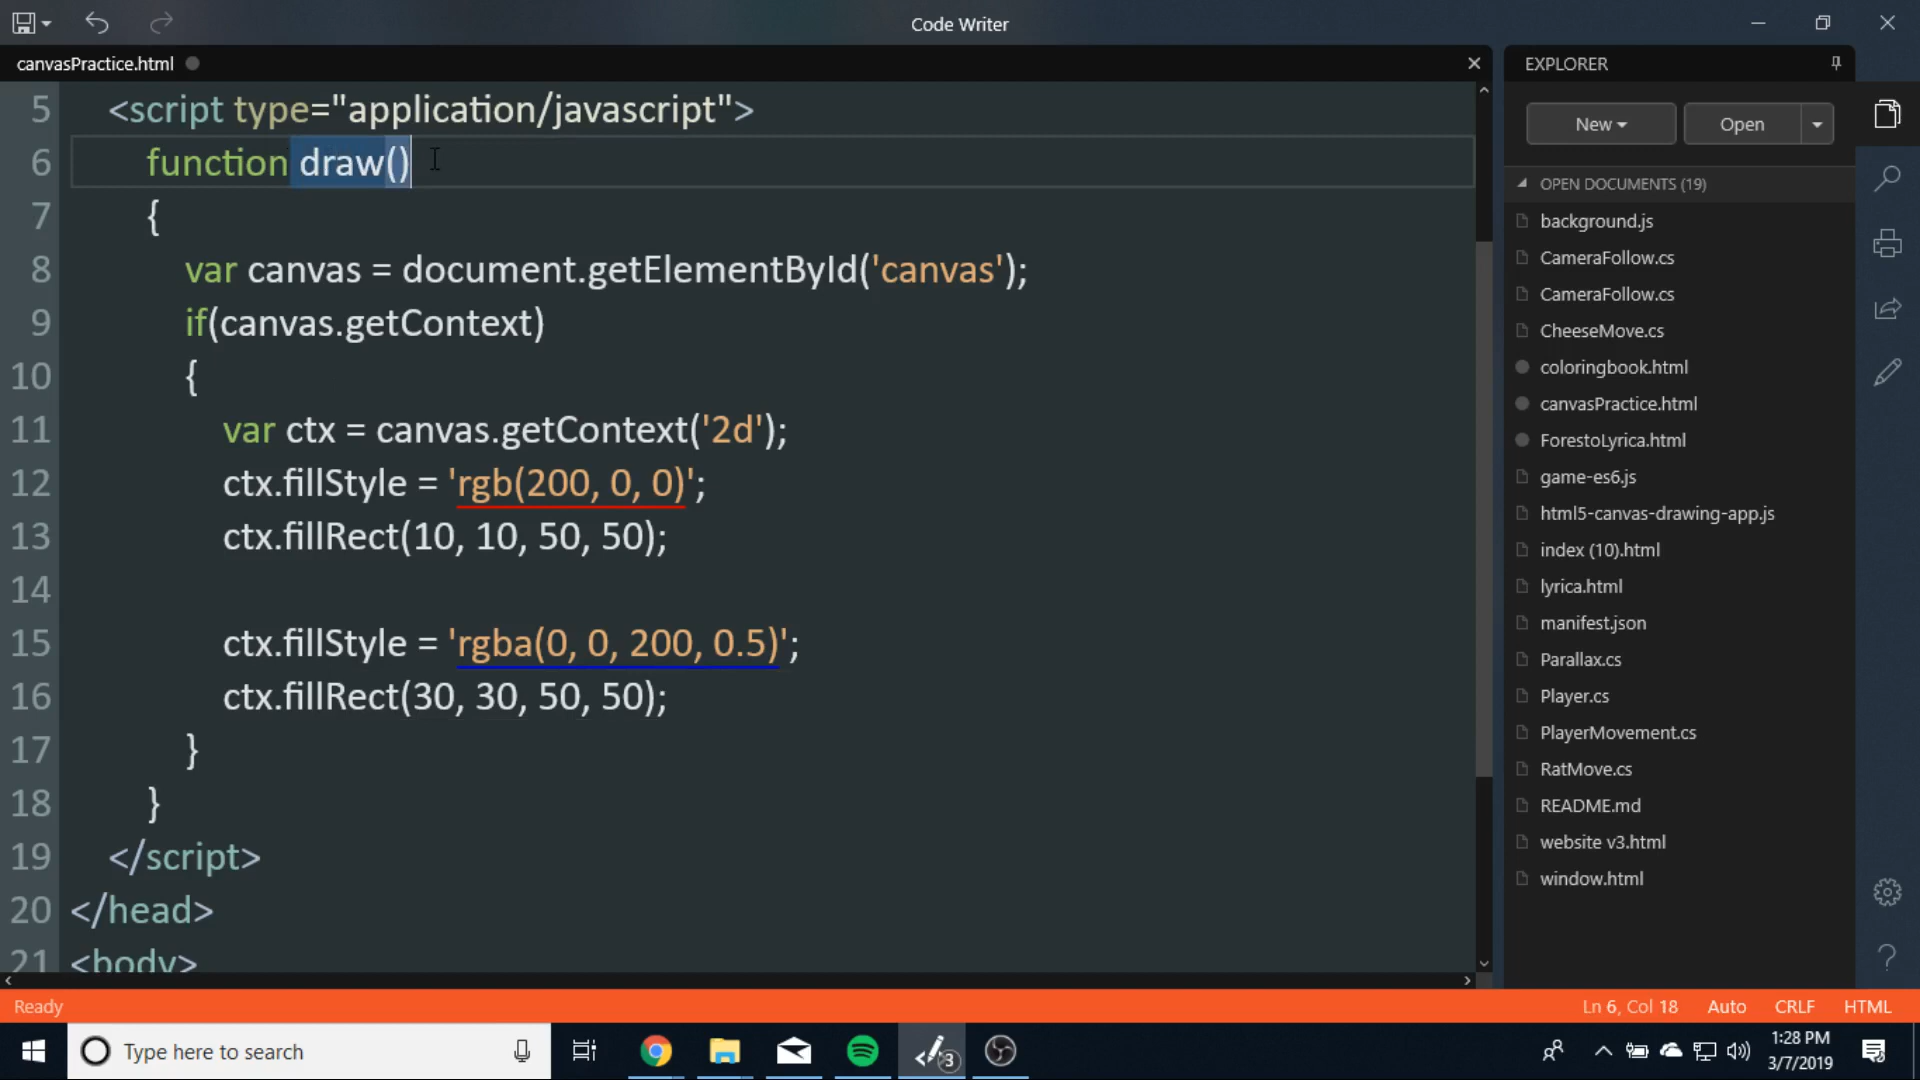 Code Writer
canvasPractice.html
5 <script type="application/javascript">
6 function draw()
7 {
8 var canvas = document.getElementById('canvas');
9 if(canvas.getContext)
10 {
11 var ctx = canvas.getContext('2d');
12 ctx.fillStyle = 'rgb(200, 0, 0)';
13 ctx.fillRect(10, 10, 50, 50);
14
15 ctx.fillStyle = 'rgba(0, 0, 200, 0.5)';
16 ctx.fillRect(30, 30, 50, 50);
17 }
18 }
19 </script>
20 </head>
21 <body>
EXPLORER
New Open
OPEN DOCUMENTS (19)
background.js
CameraFollow.cs
CameraFollow.cs
CheeseMove.cs
coloringbook.html
canvasPractice.html
ForestoLyrica.html
game-es6.js
html5-canvas-drawing-app.js
index (10).html
lyrica.html
manifest.json
Parallax.cs
Player.cs
PlayerMovement.cs
RatMove.cs
README.md
website v3.html
window.html
Ready Ln 6, Col 18 Auto CRLF HTML
Type here to search
3
1:28 PM
3/7/2019